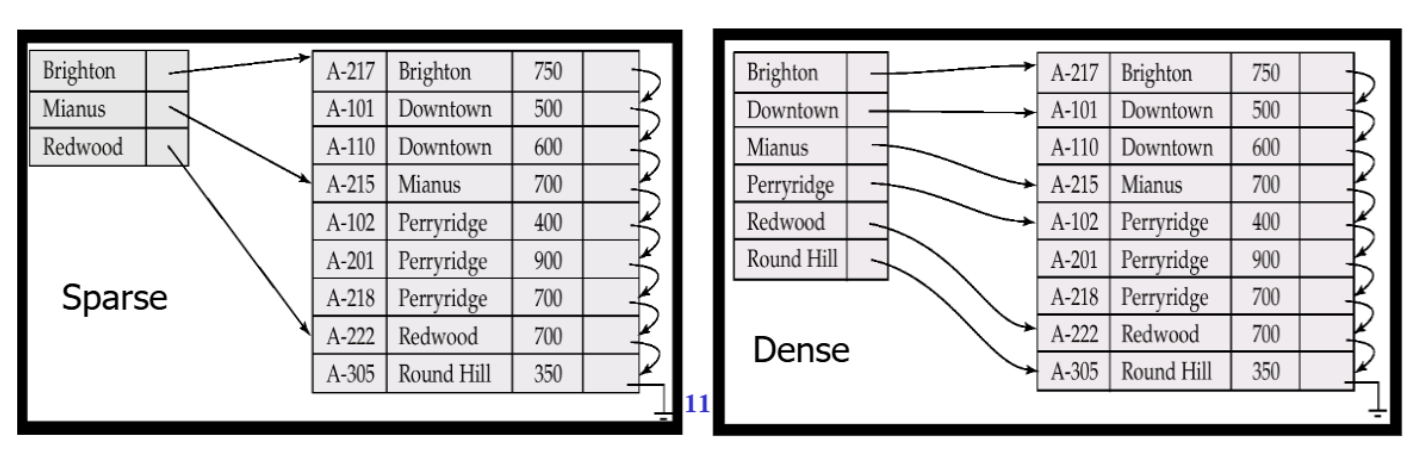 Brighton
Mianus
Redwood
A-217 Brighton 750
A-101 Downtown 500
A-110 Downtown 600
A-215 Mianus 700
A-102 Perryridge 400
A-201 Perryridge 900
A-218 Perryridge 700
A-222 Redwood 700
A-305 Round Hill 350
Sparse
11
Brighton
Downtown
Mianus
Perryridge
Redwood
Round Hill
A-217 Brighton 750
A-101 Downtown 500
A-110 Downtown 600
A-215 Mianus 700
A-102 Perryridge 400
A-201 Perryridge 900
A-218 Perryridge 700
A-222 Redwood 700
A-305 Round Hill 350
Dense